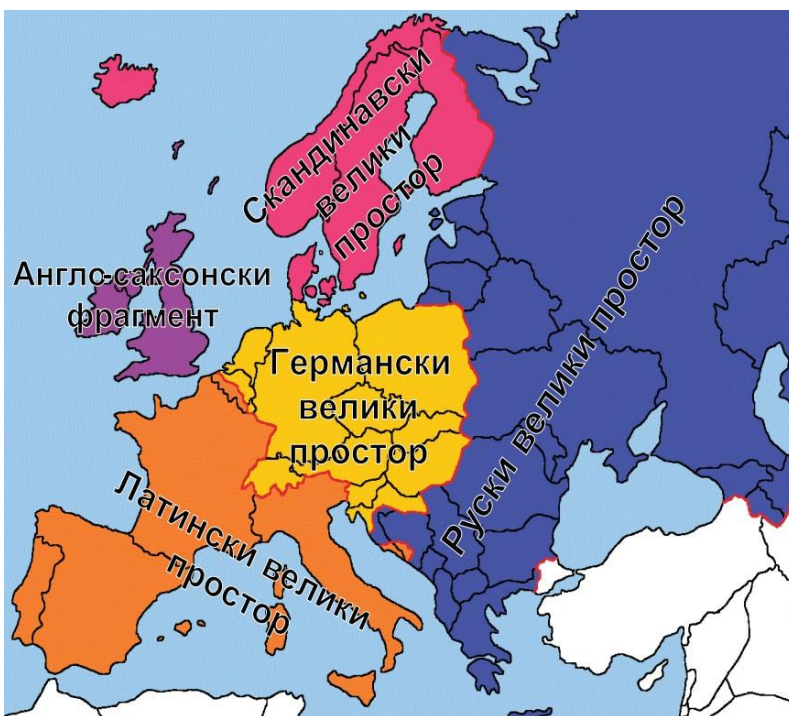 Скандинавски
велики
простор
Англо-саксонски
фрагмент
Германски
велики
простор
Руски велики простор
Латински велики
простор